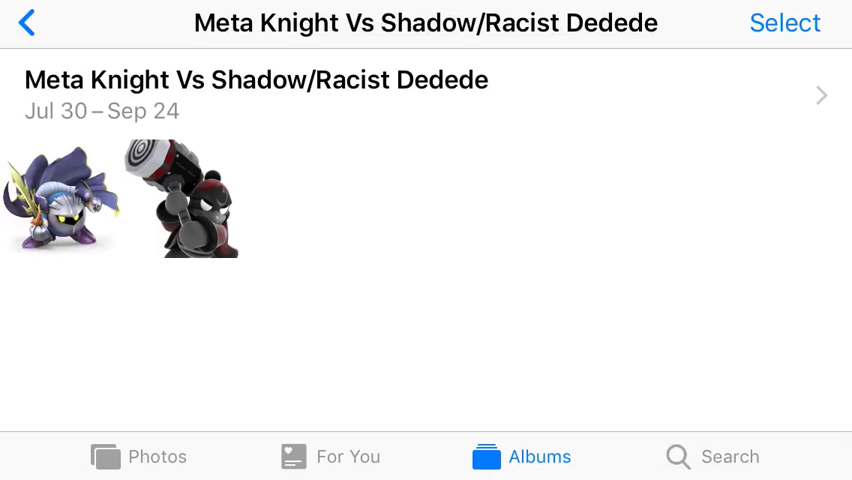 Meta Knight Vs Shadow/Racist Dedede
Select
Meta Knight Vs Shadow/Racist Dedede
Jul 30 – Sep 24
Photos
For You
Albums
Search